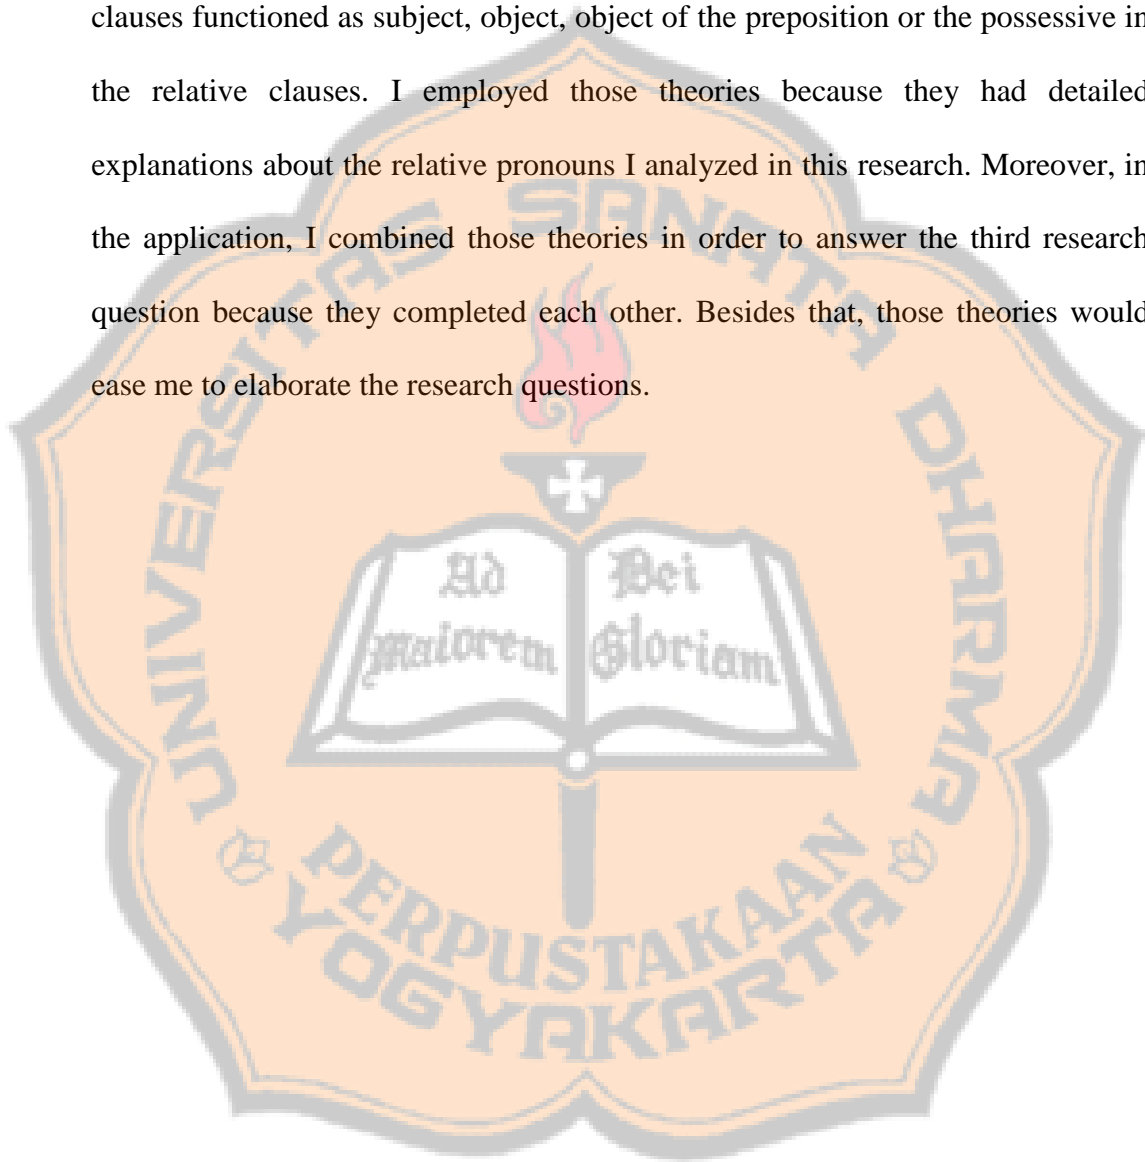 clauses functioned as subject, object, object of the preposition or the possessive in
the relative clauses. I employed those theories because they had detailed
explanations about the relative pronouns I analyzed in this research. Moreover, in
the application, I combined those theories in order to answer the third research
question because they completed each other. Besides that, those theories would
ease me to elaborate the research questions.
UNIVERSITAS SANATA DHARMA
Ad Dei
maiorem Gloriam
PERPUSTAKAAN
YOGYAKARTA